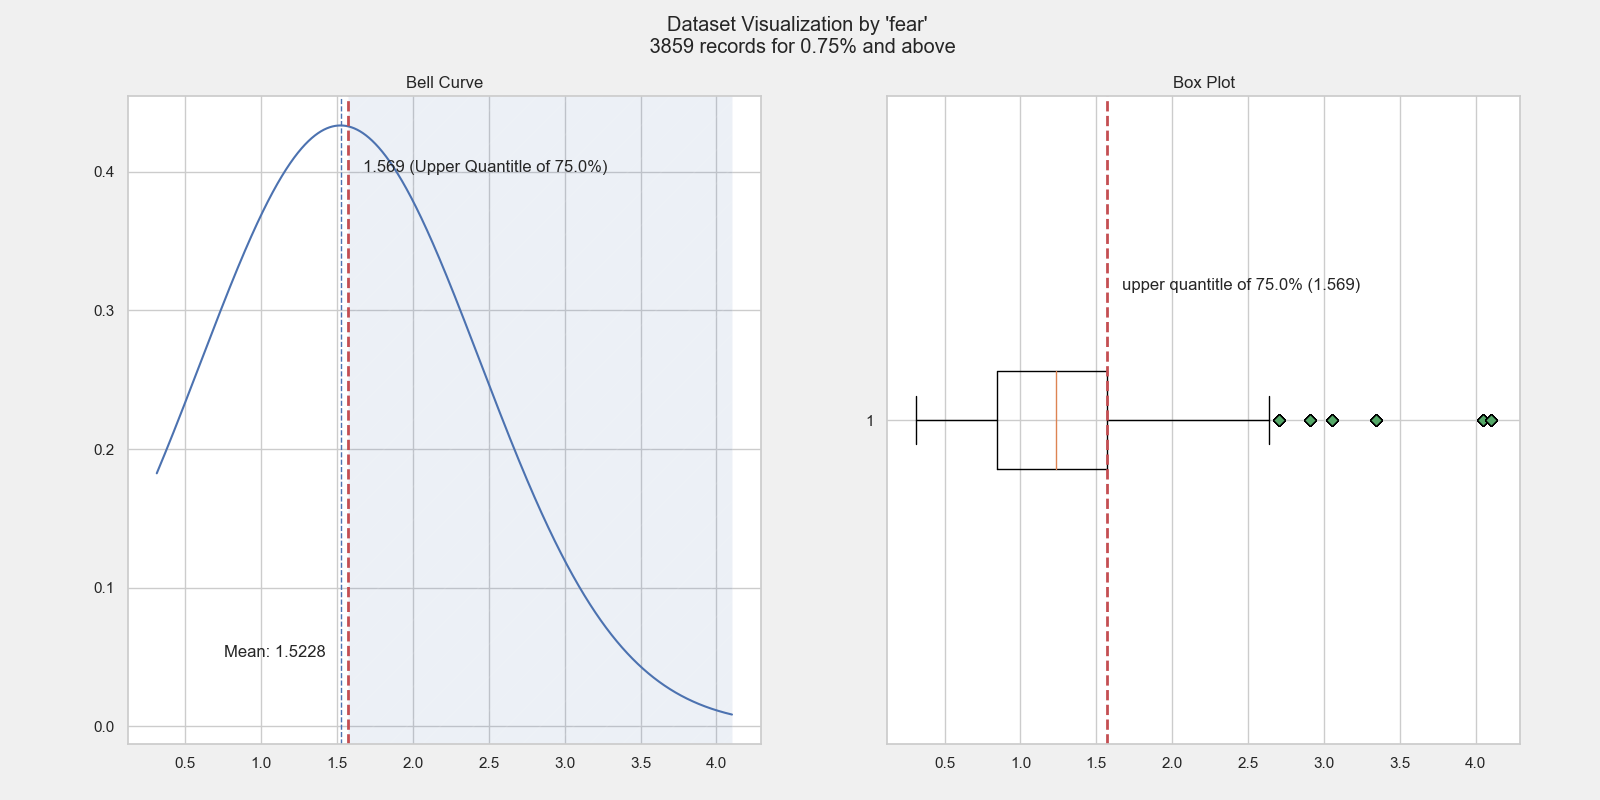 Dataset Visualization by 'fear'
3859 records for 0.75% and above
Bell Curve
0.4
0.3
0.2
0.1
0.0
1.569 (Upper Quantitle of 75.0%)
Mean: 1.5228
0.5 1.0 1.5 2.0 2.5 3.0 3.5 4.0
Box Plot
upper quantitle of 75.0% (1.569)
1
0.5 1.0 1.5 2.0 2.5 3.0 3.5 4.0